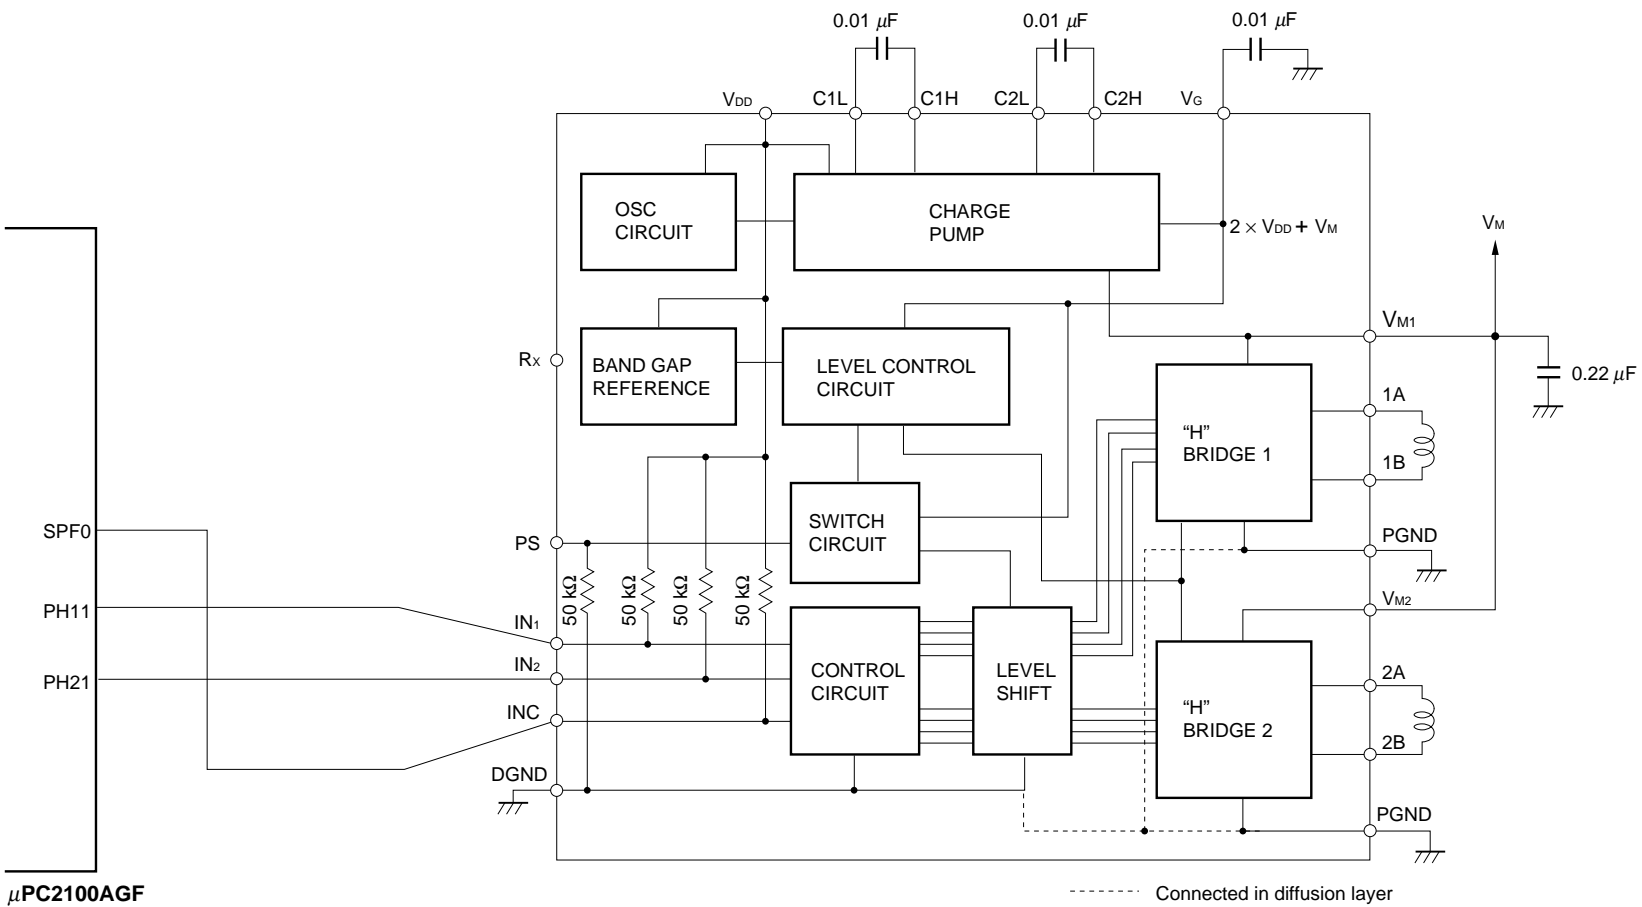 0.01 μF 0.01 μF 0.01 μF
VDD C1L C1H C2L C2H VG
OSC
CIRCUIT
CHARGE
PUMP
2 × VDD + VM
VM
VM1
RX
BAND GAP
REFERENCE
LEVEL CONTROL
CIRCUIT
0.22 μF
1A
"H"
BRIDGE 1
1B
SPF0
PS
SWITCH
CIRCUIT
PGND
50 kΩ 50 kΩ 50 kΩ 50 kΩ
VM2
PH11
IN1
IN2
PH21
CONTROL
CIRCUIT
LEVEL
SHIFT
2A
"H"
BRIDGE 2
INC
2B
DGND
PGND
μPC2100AGF
Connected in diffusion layer